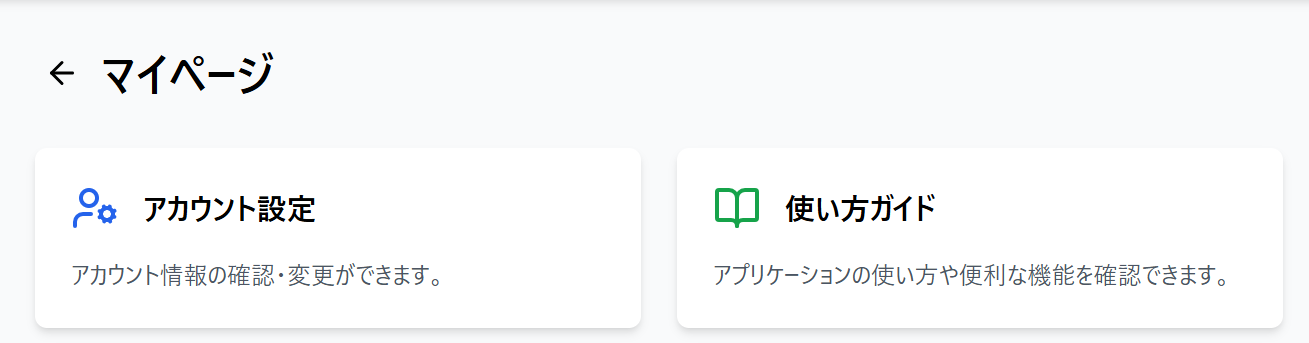 マイページ
アカウント設定
アカウント情報の確認・変更ができます。
使い方ガイド
アプリケーションの使い方や便利な機能を確認できます。